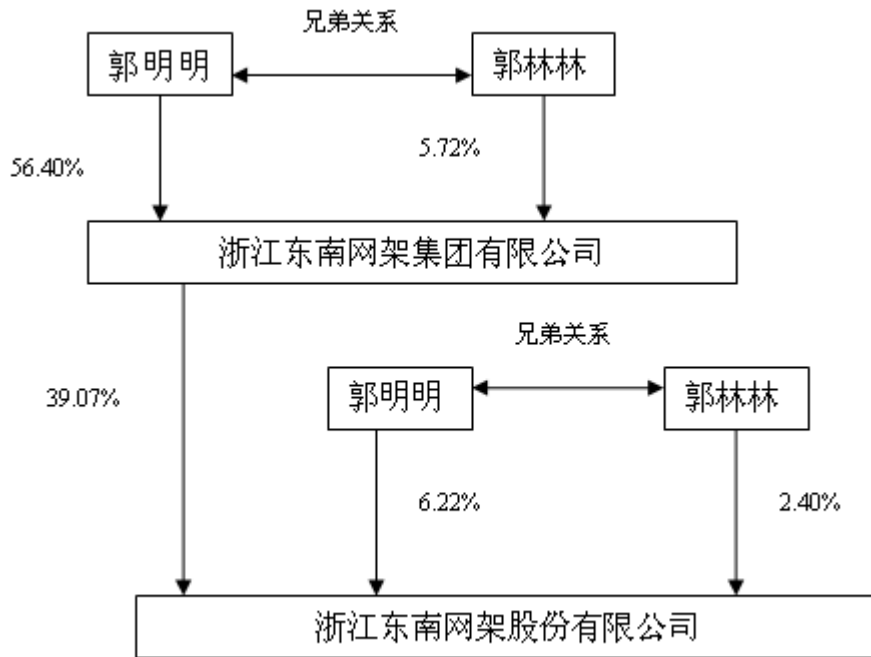 兄弟关系
郭明明
郭林林
56.40%
5.72%
浙江东南网架集团有限公司
兄弟关系
39.07%
郭明明
郭林林
6.22%
2.40%
浙江东南网架股份有限公司